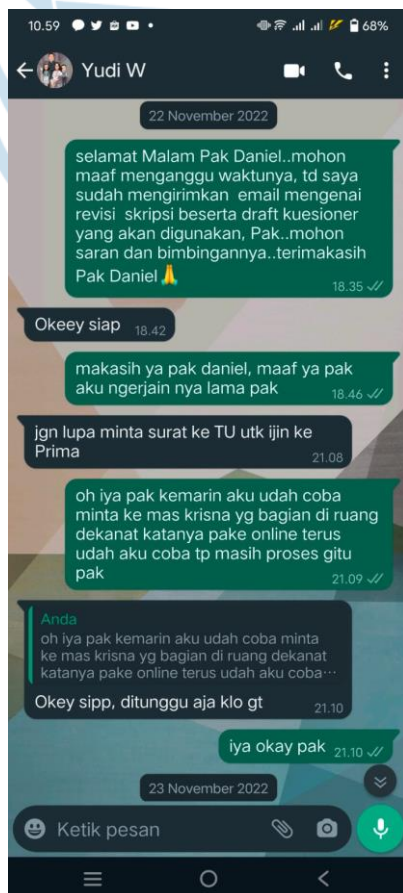 10.59
68%
Yudi W
22 November 2022
selamat Malam Pak Daniel..mohon
maaf menganggu waktunya, td saya
sudah mengirimkan email mengenai
revisi skripsi beserta draft kuesioner
yang akan digunakan, Pak..mohon
saran dan bimbingannya..terimakasih
Pak Daniel🙏
18.35
Okeey siap 18.42
makasih ya pak daniel, maaf ya pak
aku ngerjain nya lama pak
18.46
jgn lupa minta surat ke TU utk ijin ke
Prima
21.08
oh iya pak kemarin aku udah coba
minta ke mas krisna yg bagian di ruang
dekanat katanya pake online terus
udah aku coba tp masih proses gitu
pak
21.09
Anda
oh iya pak kemarin aku udah coba minta
ke mas krisna yg bagian di ruang dekanat
katanya pake online terus udah aku coba...
Okey sipp, ditunggu aja klo gt 21.10
iya okay pak 21.10
23 November 2022
Ketik pesan